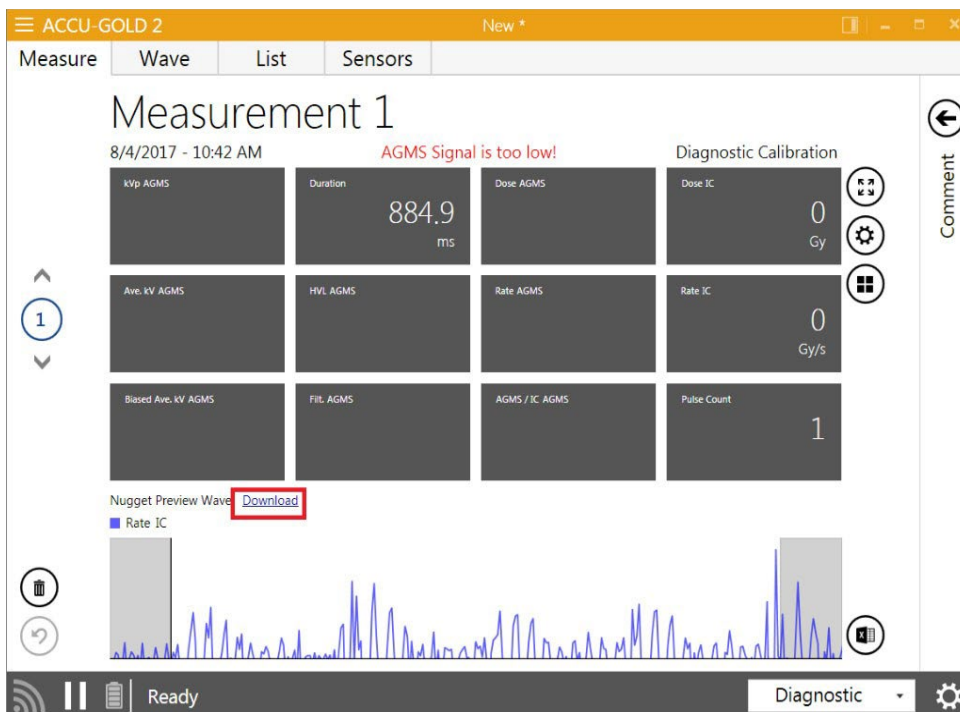 ACCU-GOLD 2 New *
Measure Wave List Sensors
Measurement 1
8/4/2017 - 10:42 AM AGMS Signal is too low! Diagnostic Calibration
Comment
kVp AGMS Duration Dose AGMS Dose IC
884.9 0
ms Gy
Ave. kV AGMS HVL AGMS Rate AGMS Rate IC
1 0
Gy/s
Biased Ave. kV AGMS Filt. AGMS AGMS / IC AGMS Pulse Count
1
Nugget Preview Wave Download
Rate IC
Ready Diagnostic